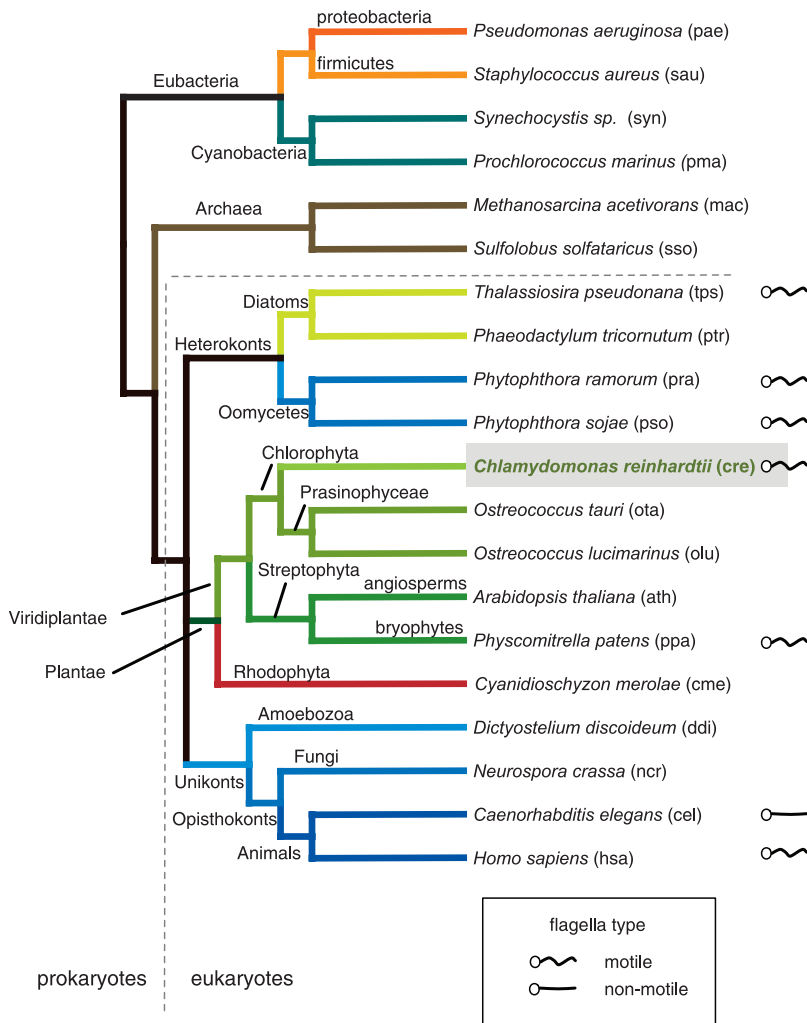 proteobacteria
Pseudomonas aeruginosa (pae)
firmicutes
Staphylococcus aureus (sau)
Eubacteria
Synechocystis sp. (syn)
Cyanobacteria
Prochlorococcus marinus (pma)
Archaea
Methanosarcina acetivorans (mac)
Sulfolobus solfataricus (sso)
Diatoms
Thalassiosira pseudonana (tps)
Phaeodactylum tricornutum (ptr)
Heterokonts
Phytophthora ramorum (pra)
Oomycetes
Phytophthora sojae (pso)
Chlorophyta
Chlamydomonas reinhardtii (cre)
Prasinophyceae
Ostreococcus tauri (ota)
Ostreococcus lucimarinus (olu)
Streptophyta
angiosperms
Arabidopsis thaliana (ath)
Viridiplantae
bryophytes
Physcomitrella patens (ppa)
Plantae
Rhodophyta
Cyanidioschyzon merolae (cme)
Amoebozoa
Dictyostelium discoideum (ddi)
Fungi
Unikonts
Neurospora crassa (ncr)
Opisthokonts
Caenorhabditis elegans (cel)
Animals
Homo sapiens (hsa)
flagella type
motile
non-motile
prokaryotes
eukaryotes